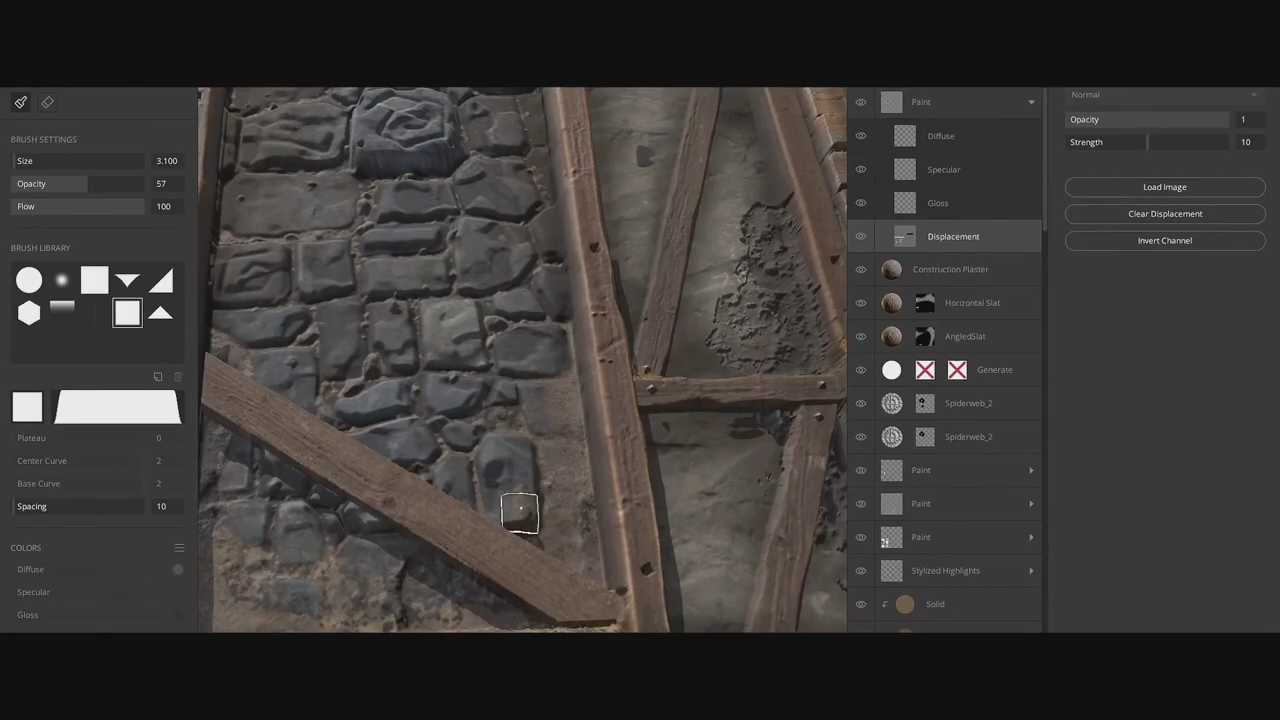 BRUSH SETTINGS
Size 3.100
Opacity 57
Flow 100
BRUSH LIBRARY
Plateau 0
Center Curve 2
Base Curve 2
Spacing 10
COLORS
Diffuse
Specular
Gloss
Paint
Diffuse
Specular
Gloss
Displacement
Construction Plaster
Horizontal Slat
AngledSlat
Generate
Spiderweb_2
Spiderweb_2
Paint
Paint
Paint
Stylized Highlights
Solid
Normal
Opacity 1
Strength 10
Load Image
Clear Displacement
Invert Channel